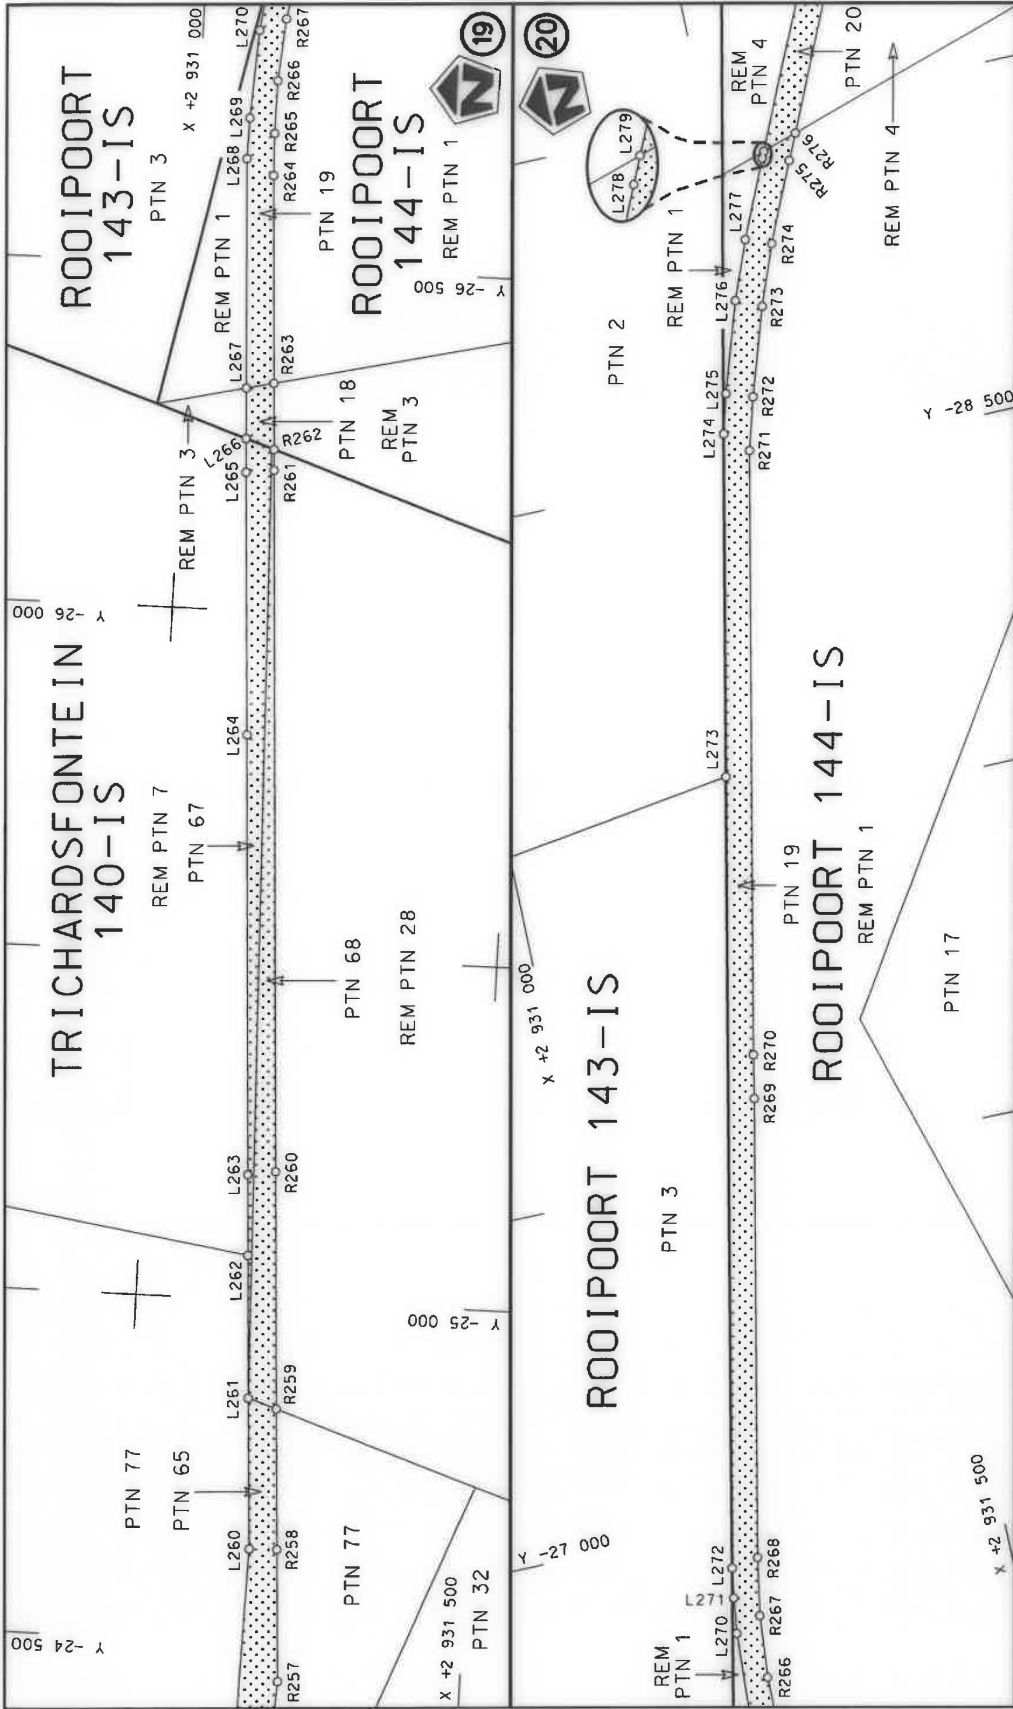 19
TRICHARDSFONTEIN
140-IS
REM PTN 7
PTN 67
ROOIPOORT
143-IS
PTN 3
PTN 77
PTN 65
REM PTN 3
REM PTN 1
X +2 931 000
Y -24 500
Y -25 000
Y -26 000
Y -26 500
X +2 931 500
L260
L261
L262
L263
L264
L265
L266
L267
L268
L269
L270
R257
R258
R259
R260
R261
R262
R263
R264
R265
R266
R267
PTN 77
PTN 32
PTN 68
REM PTN 28
PTN 18
REM
PTN 3
PTN 19
ROOIPOORT
144-IS
REM PTN 1
N
20
N
ROOIPOORT 143-IS
PTN 3
X +2 931 000
PTN 2
REM PTN 1
REM
PTN 4
L278
L279
REM
PTN 1
L270
L271
L272
L273
L274
L275
L276
L277
R266
R267
R268
R269
R270
R271
R272
R273
R274
R275
R276
Y -27 000
Y -28 500
X +2 931 500
PTN 19
ROOIPOORT 144-IS
REM PTN 1
PTN 17
PTN 20
REM PTN 4